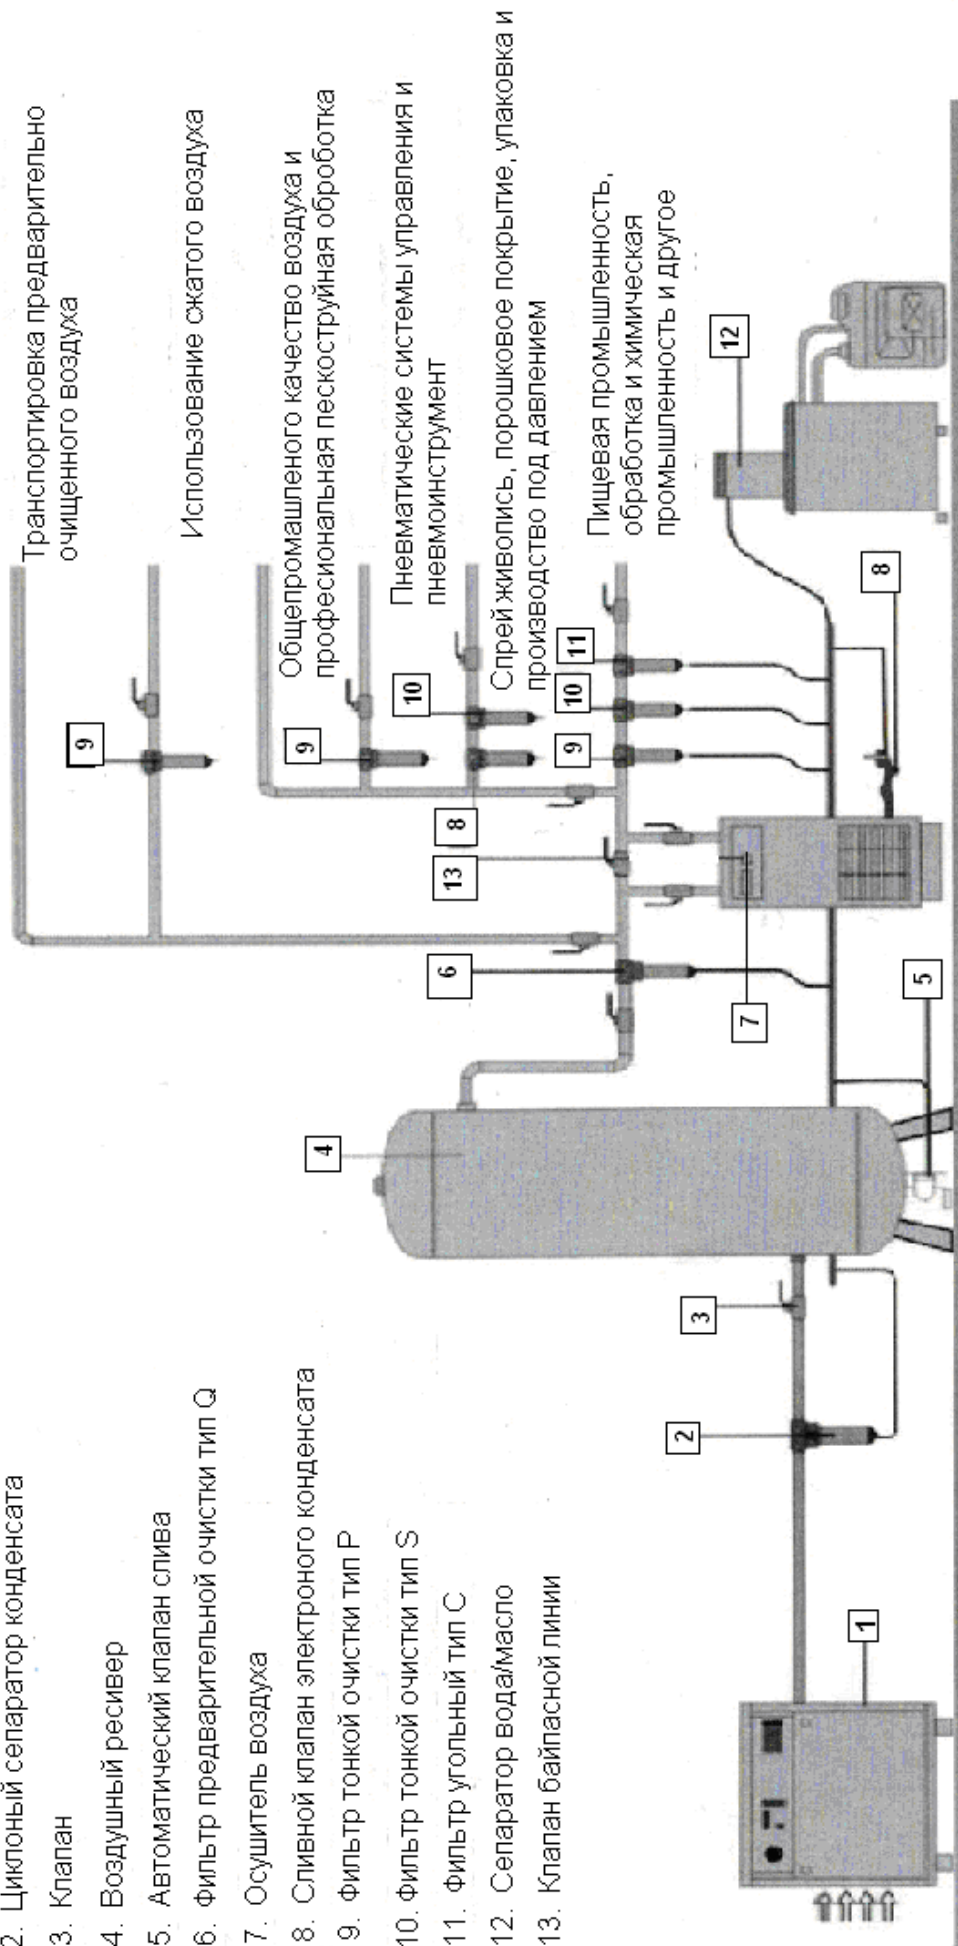 2. Циклоный сепаратор конденсата
3. Клапан
4. Воздушный ресивер
5. Автоматический клапан слива
6. Фильтр предварительной очистки тип Q
7. Осушитель воздуха
8. Сливной клапан электроного конденсата
9. Фильтр тонкой очистки тип P
10. Фильтр тонкой очистки тип S
11. Фильтр угольный тип C
12. Сепаратор вода/масло
13. Клапан байпасной линии
Транспортировка предварительно
очищенного воздуха
Использование сжатого воздуха
Общепромашленого качество воздуха и
професиональная пескоструйная оброботка
Пневматические системы управления и
пневмоинструмент
Спрей живопись, порошковое покрытие, упаковка и
производство под давлением
Пищевая промышленность,
обработка и химическая
промышленность и другое
1
2
3
4
5
6
7
13
8
9
9
10
9
10
11
8
12